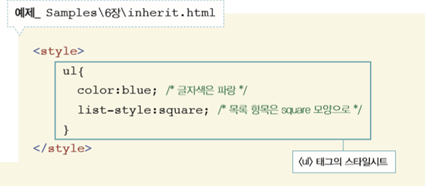 예제_ Samples\6장\inherit.html
<style>
ul{
color:blue; /* 글자색은 파랑 */
list-style:square; /* 목록 항목은 square 모양으로 */
}
</style>
<ul> 태그의 스타일시트